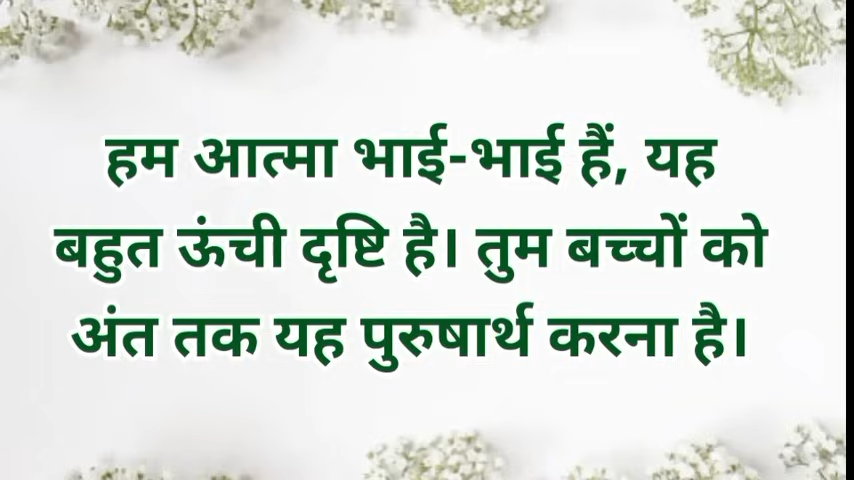 हम आत्मा भाई-भाई हैं, यह
बहुत ऊंची दृष्टि है। तुम बच्चों को
अंत तक यह पुरुषार्थ करना है।